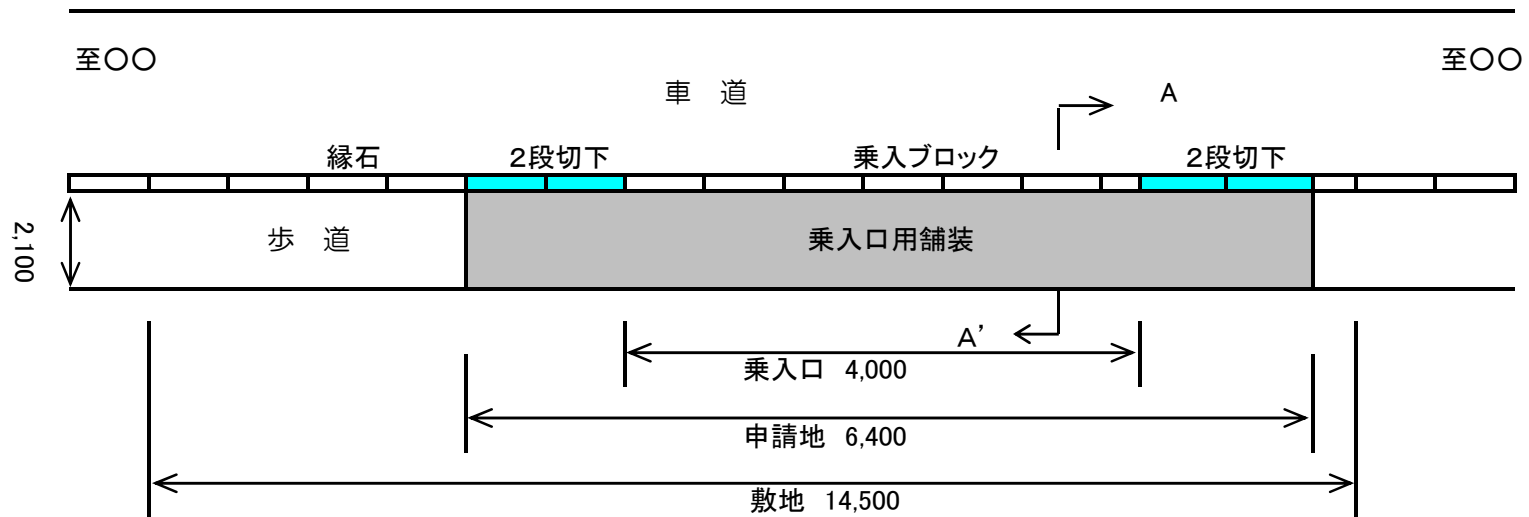 至〇〇
至〇〇
車　道
A
縁石
２段切下
乗入ブロック
２段切下
2,100
歩　道
乗入口用舗装
A’
乗入口　4,000
申請地　6,400
敷地　14,500